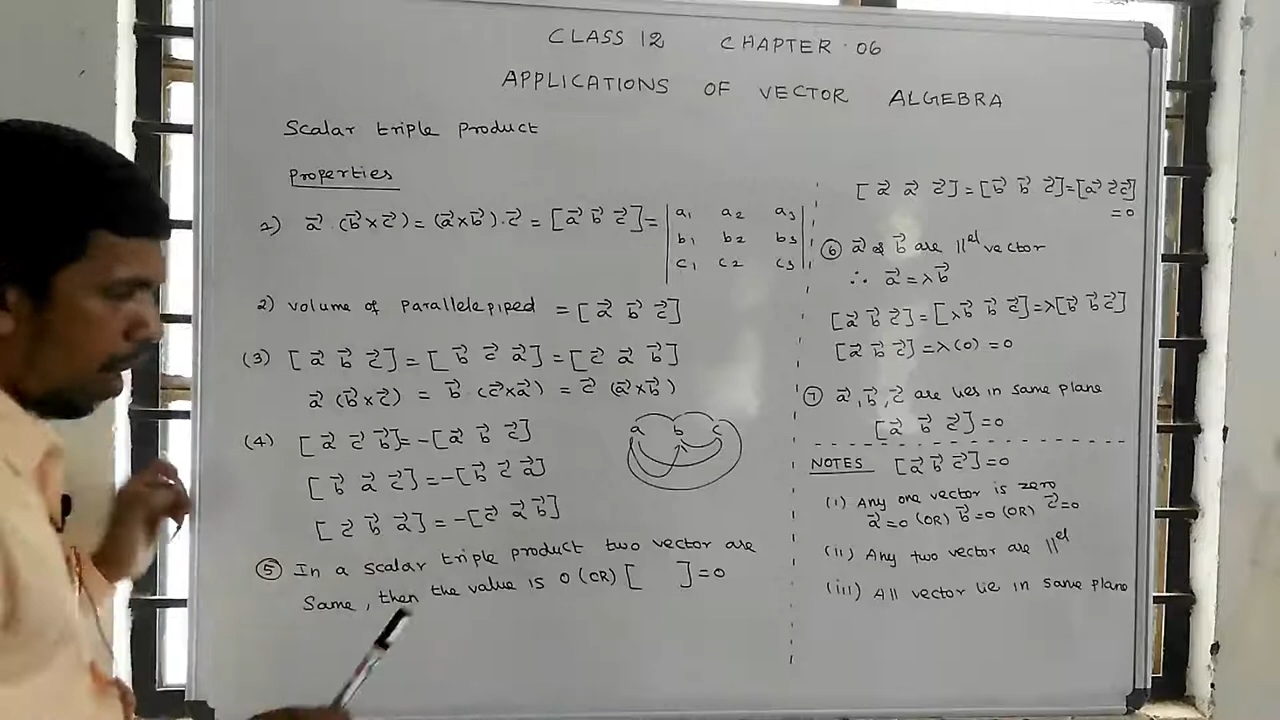 CLASS 12 CHAPTER 06
APPLICATIONS OF VECTOR ALGEBRA
Scalar triple product
Properties
1) a⃗ · (b⃗ × c⃗) = (a⃗ × b⃗) · c⃗ = [a⃗ b⃗ c⃗] = | a₁ a₂ a₃
b₁ b₂ b₃
c₁ c₂ c₃ |
2) volume of Parallelepiped = [a⃗ b⃗ c⃗]
(3) [a⃗ b⃗ c⃗] = [b⃗ c⃗ a⃗] = [c⃗ a⃗ b⃗]
a⃗ (b⃗ × c⃗) = b⃗ · (c⃗ × a⃗) = c⃗ (a⃗ × b⃗)
(4) [a⃗ c⃗ b⃗] = -[a⃗ b⃗ c⃗]
[b⃗ a⃗ c⃗] = -[b⃗ c⃗ a⃗]
[c⃗ b⃗ a⃗] = -[c⃗ a⃗ b⃗]
a b c
⑤ In a scalar triple product two vector are
Same, then the value is 0 (OR) [ ] = 0
[a⃗ a⃗ c⃗] = [b⃗ b⃗ c⃗] = [a⃗ c⃗ c⃗]
= 0
⑥ a⃗ & b⃗ are ||el vector
∴ a⃗ = λb⃗
[a⃗ b⃗ c⃗] = [λb⃗ b⃗ c⃗] = λ[b⃗ b⃗ c⃗]
[a⃗ b⃗ c⃗] = λ(0) = 0
⑦ a⃗, b⃗, c⃗ are lies in same plane
[a⃗ b⃗ c⃗] = 0
NOTES [a⃗ b⃗ c⃗] = 0
(i) Any one vector is zero
a⃗ = 0 (OR) b⃗ = 0 (OR) c⃗ = 0
(ii) Any two vector are ||el
(iii) All vector lie in same plane